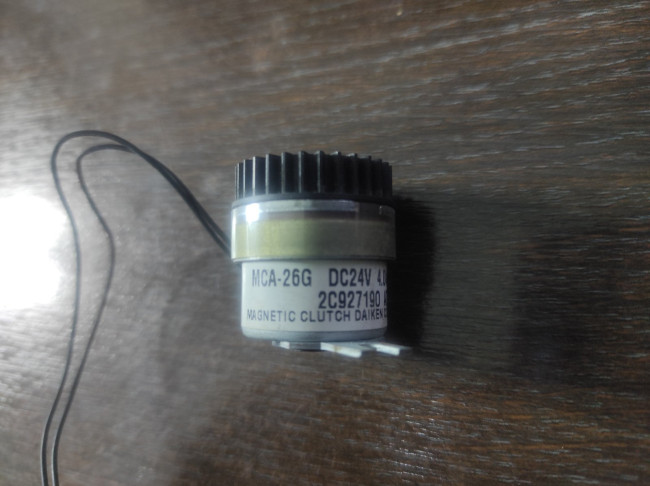 MCA-26G DC24V
2C927190
MAGNETIC CLUTCH DAIKEN